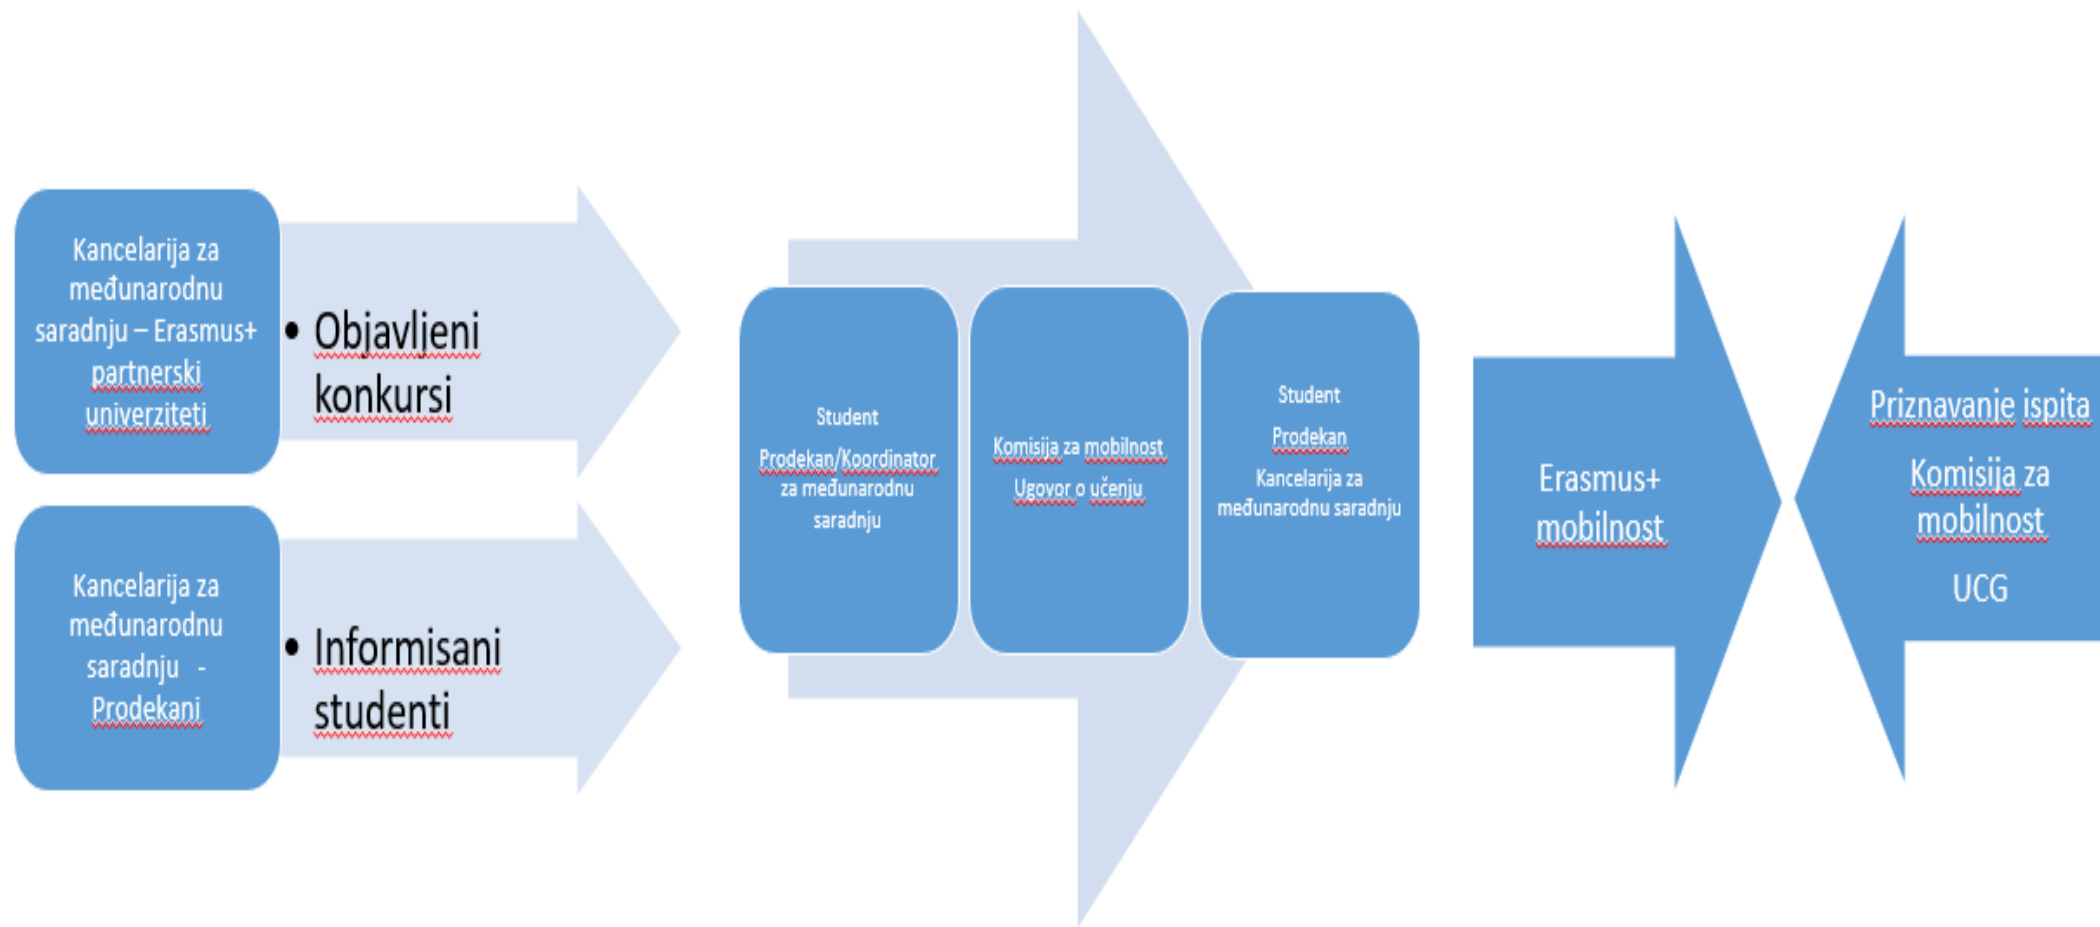 Kancelarija za
međunarodnu
saradnju – Erasmus+
partnerski
univerziteti
• Objavljeni
konkursi
Kancelarija za
međunarodnu
saradnju -
Prodekani
• Informisani
studenti
Student
Prodekan/Koordinator
za međunarodnu
saradnju
Komisija za mobilnost
Ugovor o učenju
Student
Prodekan
Kancelarija za
međunarodnu saradnju
Erasmus+
mobilnost
Priznavanje ispita
Komisija za
mobilnost
UCG